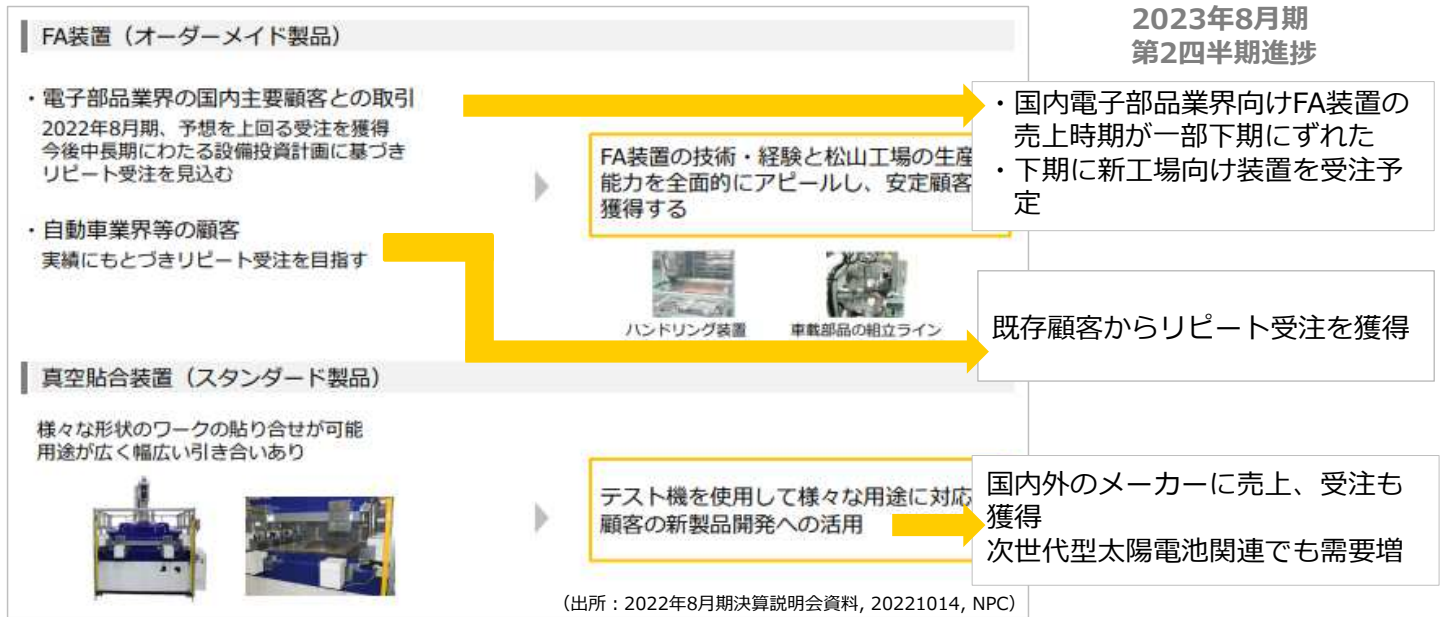 FA装置（オーダーメイド製品）
・電子部品業界の国内主要顧客との取引
2022年8月期、予想を上回る受注を獲得
今後中長期にわたる設備投資計画に基づき
リピート受注を見込む
・自動車業界等の顧客
実績にもとづきリピート受注を目指す
FA装置の技術・経験と松山工場の生産
能力を全面的にアピールし、安定顧客
獲得する
ハンドリング装置
車載部品の組立ライン
2023年8月期
第2四半期進捗
・国内電子部品業界向けFA装置の
売上時期が一部下期にずれた
・下期に新工場向け装置を受注予
定
既存顧客からリピート受注を獲得
真空貼合装置（スタンダード製品）
様々な形状のワークの貼り合せが可能
用途が広く幅広い引き合いあり
テスト機を使用して様々な用途に対応
顧客の新製品開発への活用
国内外のメーカーに売上、受注も
獲得
次世代型太陽電池関連でも需要増
（出所：2022年8月期決算説明会資料, 20221014, NPC）